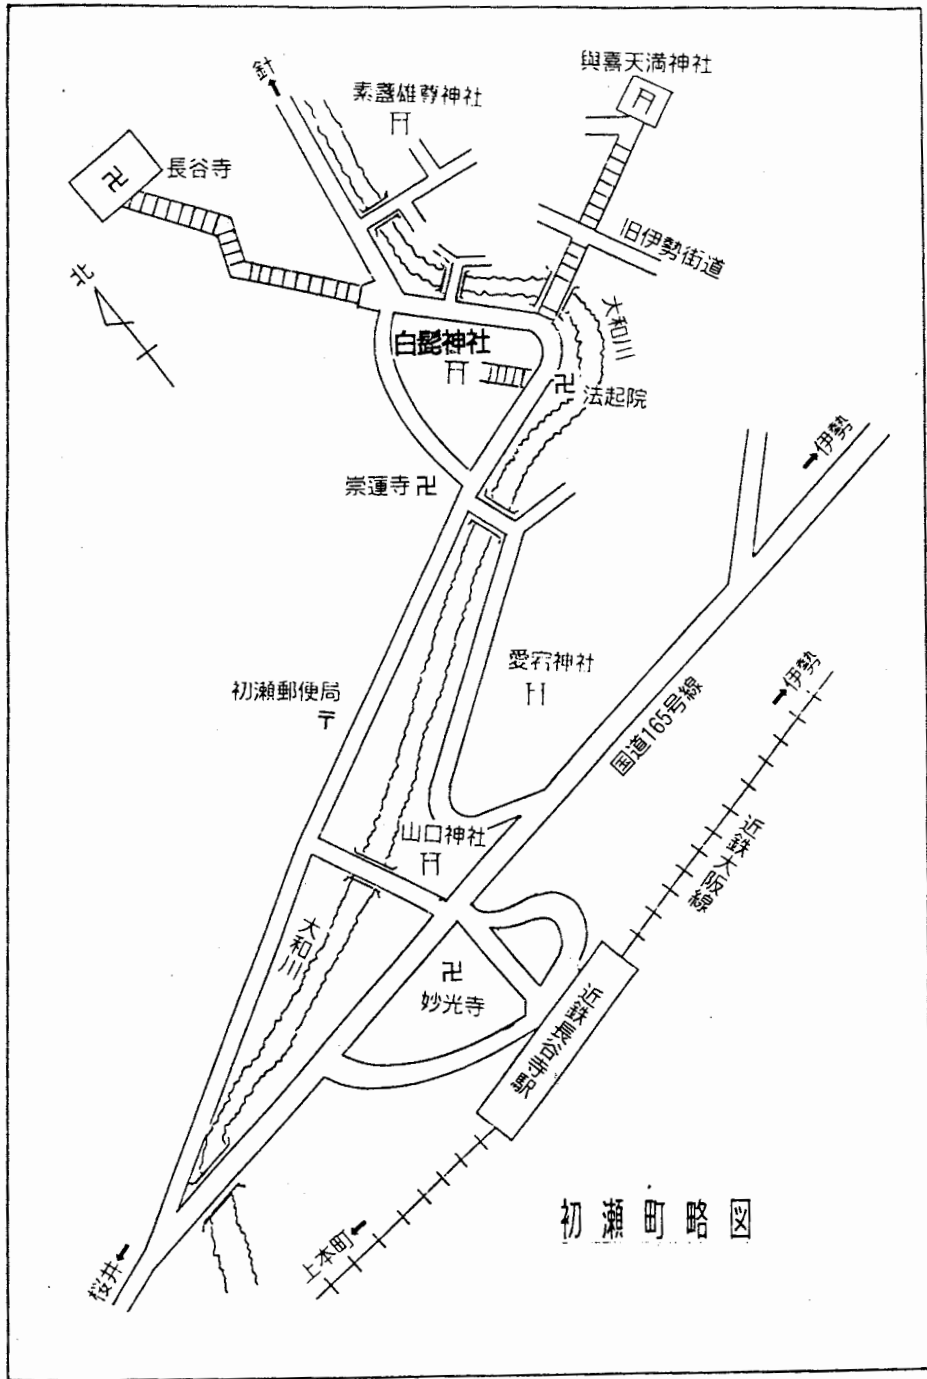 針
與喜天満神社
素盞雄尊神社
長谷寺
旧伊勢街道
北
大和川
白髭神社
法起院
伊勢
崇蓮寺
愛宕神社
伊勢
初瀬郵便局
〒
国道165号線
山口神社
近鉄大阪線
大和川
妙光寺
近鉄長谷寺駅
初瀬町略図
上本町
桜井